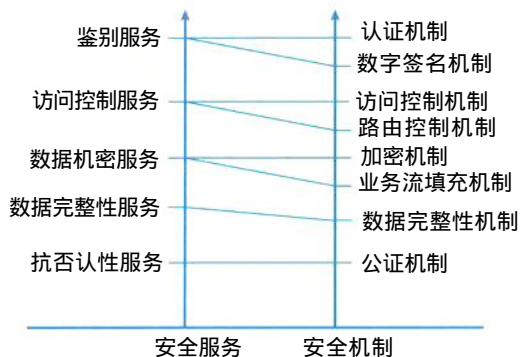 鉴别服务
认证机制
数字签名机制
访问控制服务
访问控制机制
路由控制机制
数据机密服务
加密机制
业务流填充机制
数据完整性服务
数据完整性机制
抗否认性服务
公证机制
安全服务
安全机制